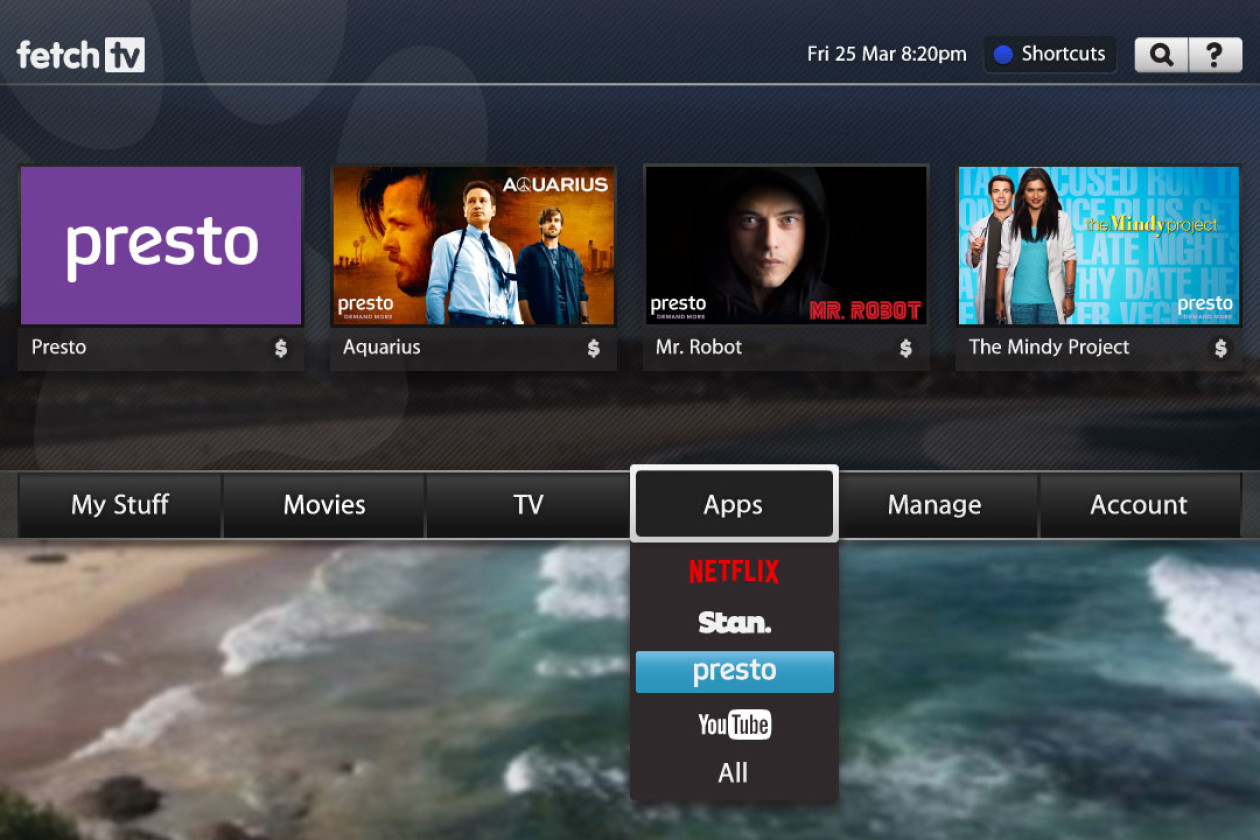 fetch tv
Fri 25 Mar 8:20pm
Shortcuts
?
presto
AQUARIUS
presto
DEMAND MORE
presto
DEMAND MORE
MR. ROBOT
the Mindy project
presto
DEMAND MORE
Presto $
Aquarius $
Mr. Robot $
The Mindy Project $
My Stuff
Movies
TV
Apps
Manage
Account
NETFLIX
Stan.
presto
YouTube
All